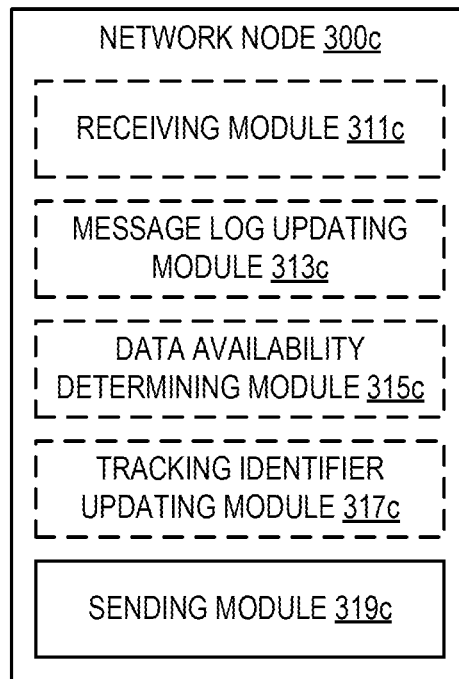 NETWORK NODE 300c
RECEIVING MODULE 311c
MESSAGE LOG UPDATING
MODULE 313c
DATA AVAILABILITY
DETERMINING MODULE 315c
TRACKING IDENTIFIER
UPDATING MODULE 317c
SENDING MODULE 319c